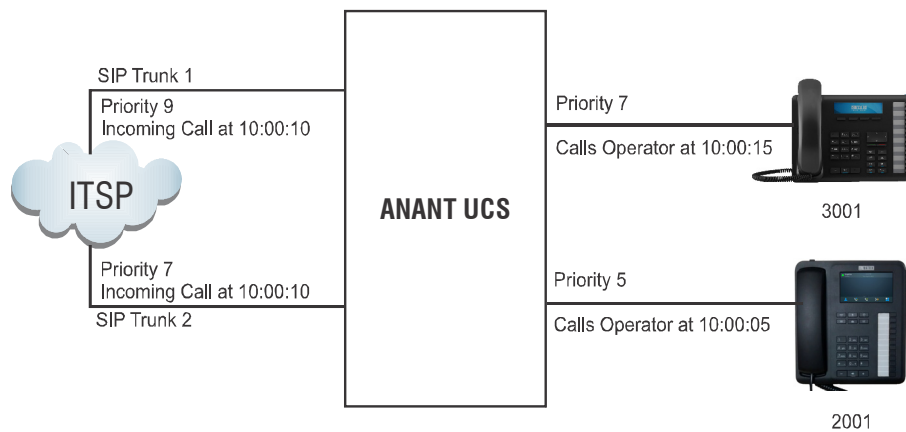 SIP Trunk 1
Priority 9
Incoming Call at 10:00:10
ITSP
Priority 7
Incoming Call at 10:00:10
SIP Trunk 2
ANANT UCS
Priority 7
Calls Operator at 10:00:15
3001
Priority 5
Calls Operator at 10:00:05
2001